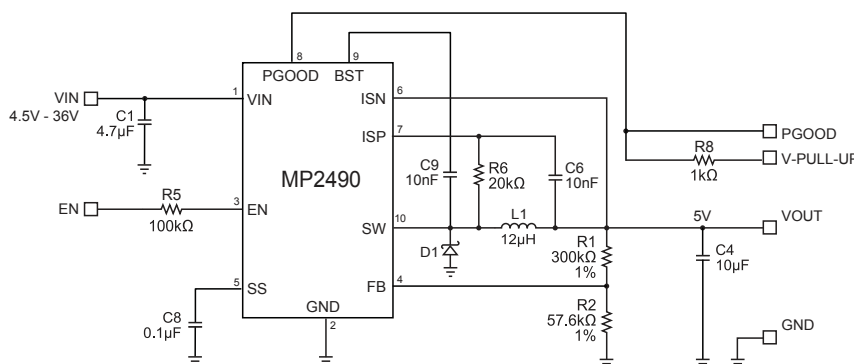 8
9
PGOOD
BST
VIN
4.5V - 36V
1
VIN
ISN
6
C1
4.7µF
ISP
7
PGOOD
R8
1kΩ
V-PULL-UP
MP2490
C9
10nF
R6
20kΩ
C6
10nF
EN
R5
100kΩ
3
EN
SW
10
L1
12µH
5V
VOUT
D1
R1
300kΩ
1%
C4
10µF
5
SS
FB
4
C8
0.1µF
GND
2
R2
57.6kΩ
1%
GND